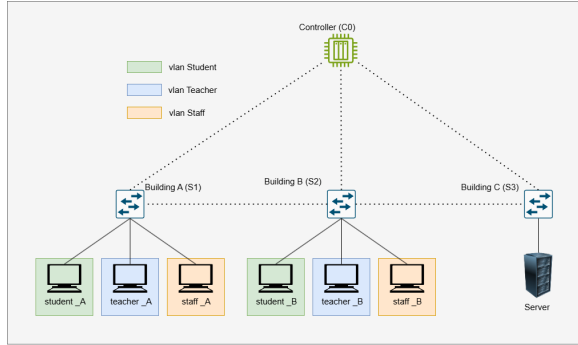 Controller (C0)
vlan Student
vlan Teacher
vlan Staff
Building A (S1)
Building B (S2)
Building C (S3)
student _A
teacher _A
staff _A
student _B
teacher _B
staff _B
Server